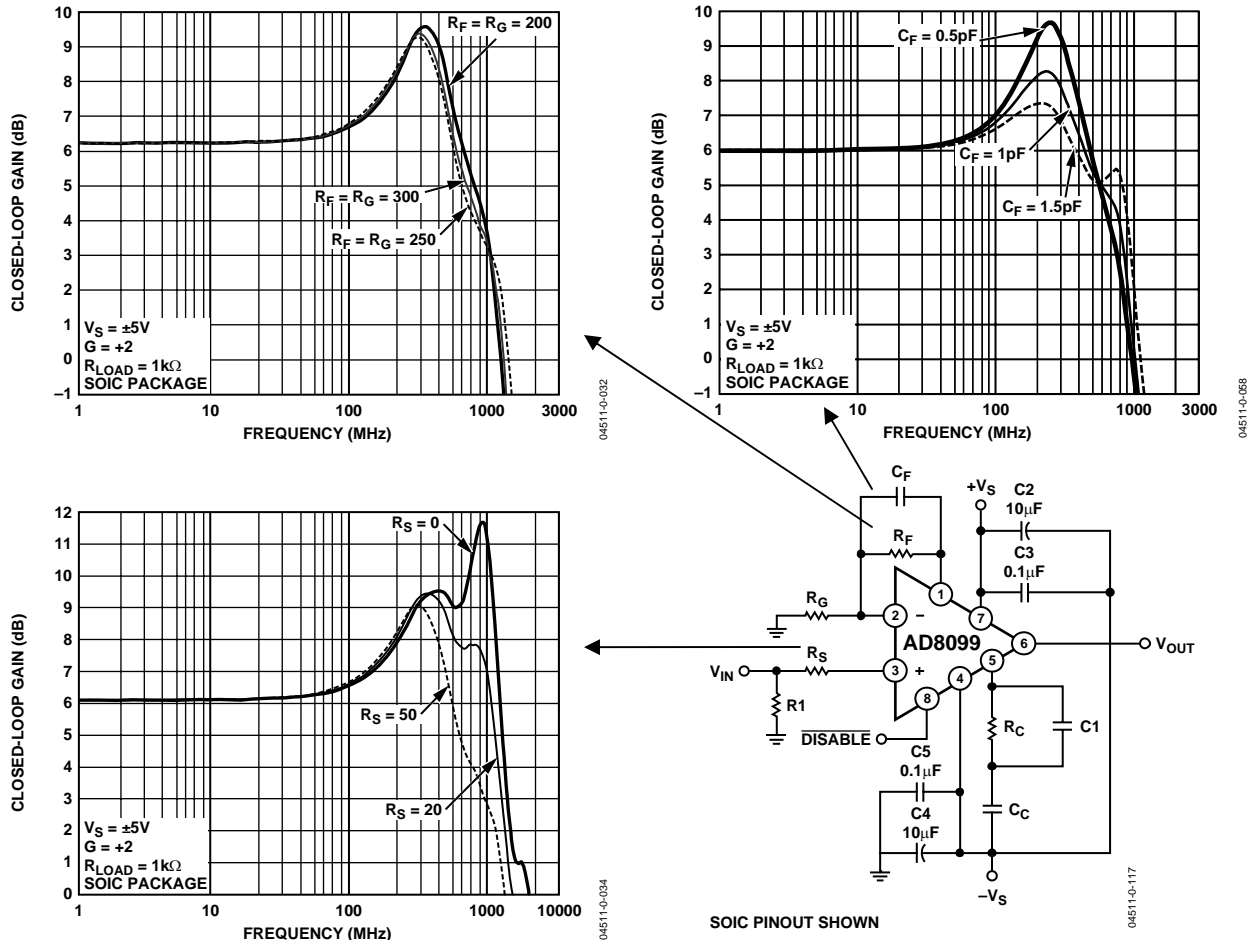 10
9
8
7
6
5
4
3
2
1
0
–1
CLOSED-LOOP GAIN (dB)
R_F = R_G = 200
R_F = R_G = 300
R_F = R_G = 250
V_S = ±5V
G = +2
R_LOAD = 1kΩ
SOIC PACKAGE
1 10 100 1000 3000
FREQUENCY (MHz)
04511-0-032
10
9
8
7
6
5
4
3
2
1
0
–1
CLOSED-LOOP GAIN (dB)
C_F = 0.5pF
C_F = 1pF
C_F = 1.5pF
V_S = ±5V
G = +2
R_LOAD = 1kΩ
SOIC PACKAGE
1 10 100 1000 3000
FREQUENCY (MHz)
04511-0-058
12
11
10
9
8
7
6
5
4
3
2
1
0
CLOSED-LOOP GAIN (dB)
R_S = 0
R_S = 50
R_S = 20
V_S = ±5V
G = +2
R_LOAD = 1kΩ
SOIC PACKAGE
1 10 100 1000 10000
FREQUENCY (MHz)
04511-0-034
C_F
R_F
+V_S
C2
10µF
C3
0.1µF
R_G
2 –
1
7
AD8099
6
V_OUT
V_IN
R_S
3 +
4
5
8
R1
DISABLE
R_C
C1
C5
0.1µF
C4
10µF
C_C
–V_S
SOIC PINOUT SHOWN
04511-0-117